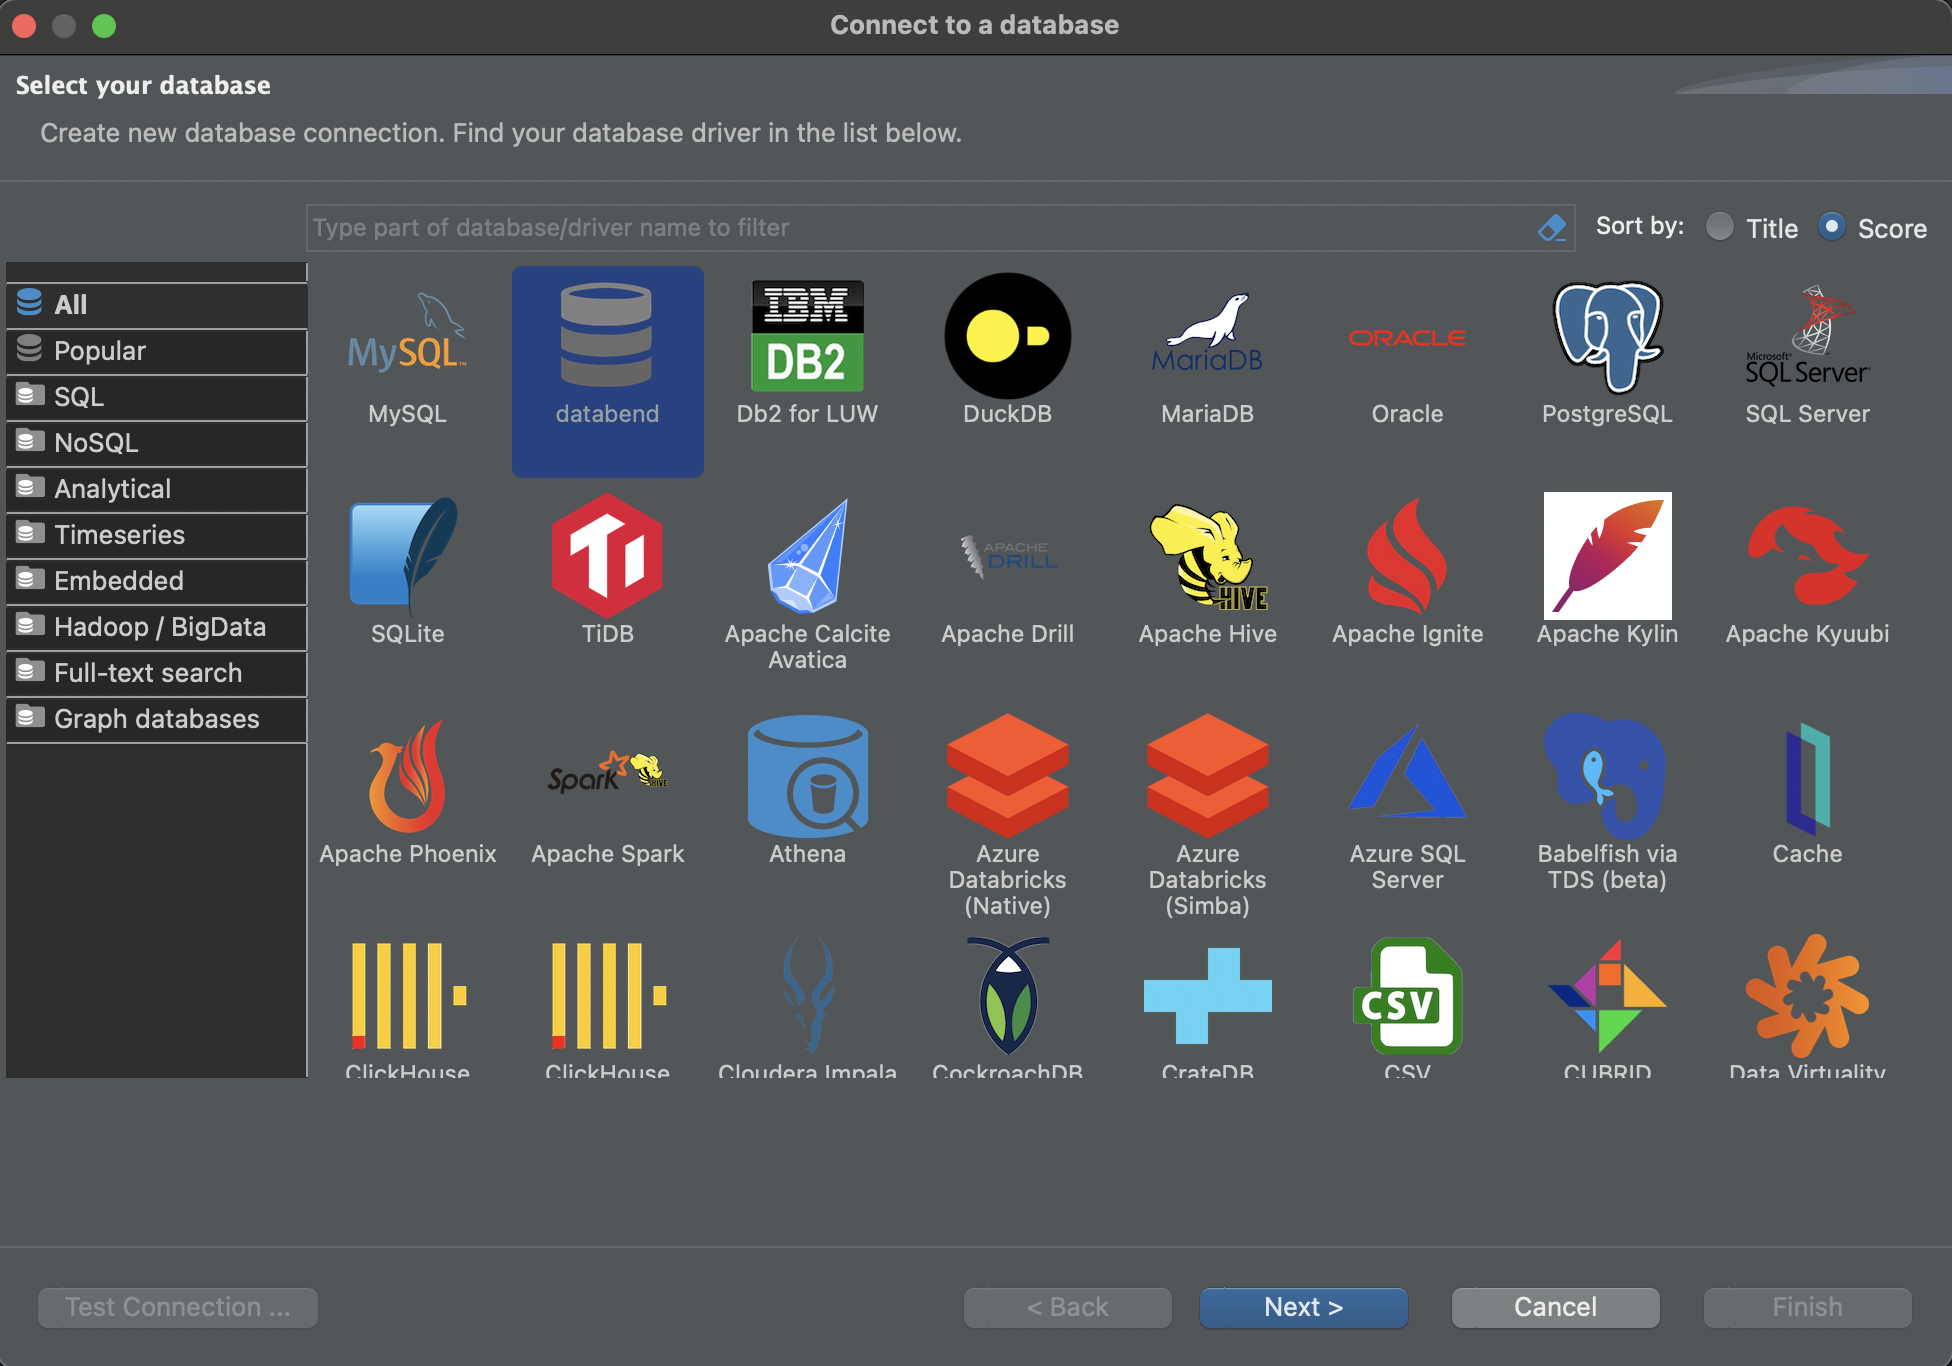 Connect to a database
Select your database
Create new database connection. Find your database driver in the list below.
Type part of database/driver name to filter
Sort by: Title Score
All
Popular
SQL
NoSQL
Analytical
Timeseries
Embedded
Hadoop / BigData
Full-text search
Graph databases
MySQL™
IBM
DB2
MariaDB
ORACLE
Microsoft®
SQL Server®
MySQL databend Db2 for LUW DuckDB MariaDB Oracle PostgreSQL SQL Server
Ti
APACHE
DRILL
HIVE
SQLite TiDB Apache Calcite Avatica Apache Drill Apache Hive Apache Ignite Apache Kylin Apache Kyuubi
Spark
HIVE
Apache Phoenix Apache Spark Athena Azure Databricks (Native) Azure Databricks (Simba) Azure SQL Server Babelfish via TDS (beta) Cache
CSV
ClickHouse ClickHouse Cloudera Impala CockroachDB CrateDB CSV CUBRID Data Virtuality
Test Connection ... < Back Next > Cancel Finish